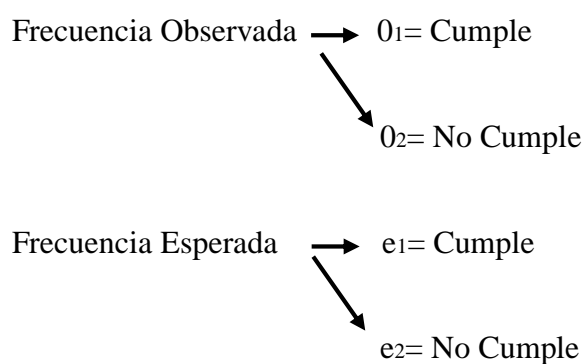 Frecuencia Observada 0₁= Cumple
0₂= No Cumple
Frecuencia Esperada e₁= Cumple
e₂= No Cumple